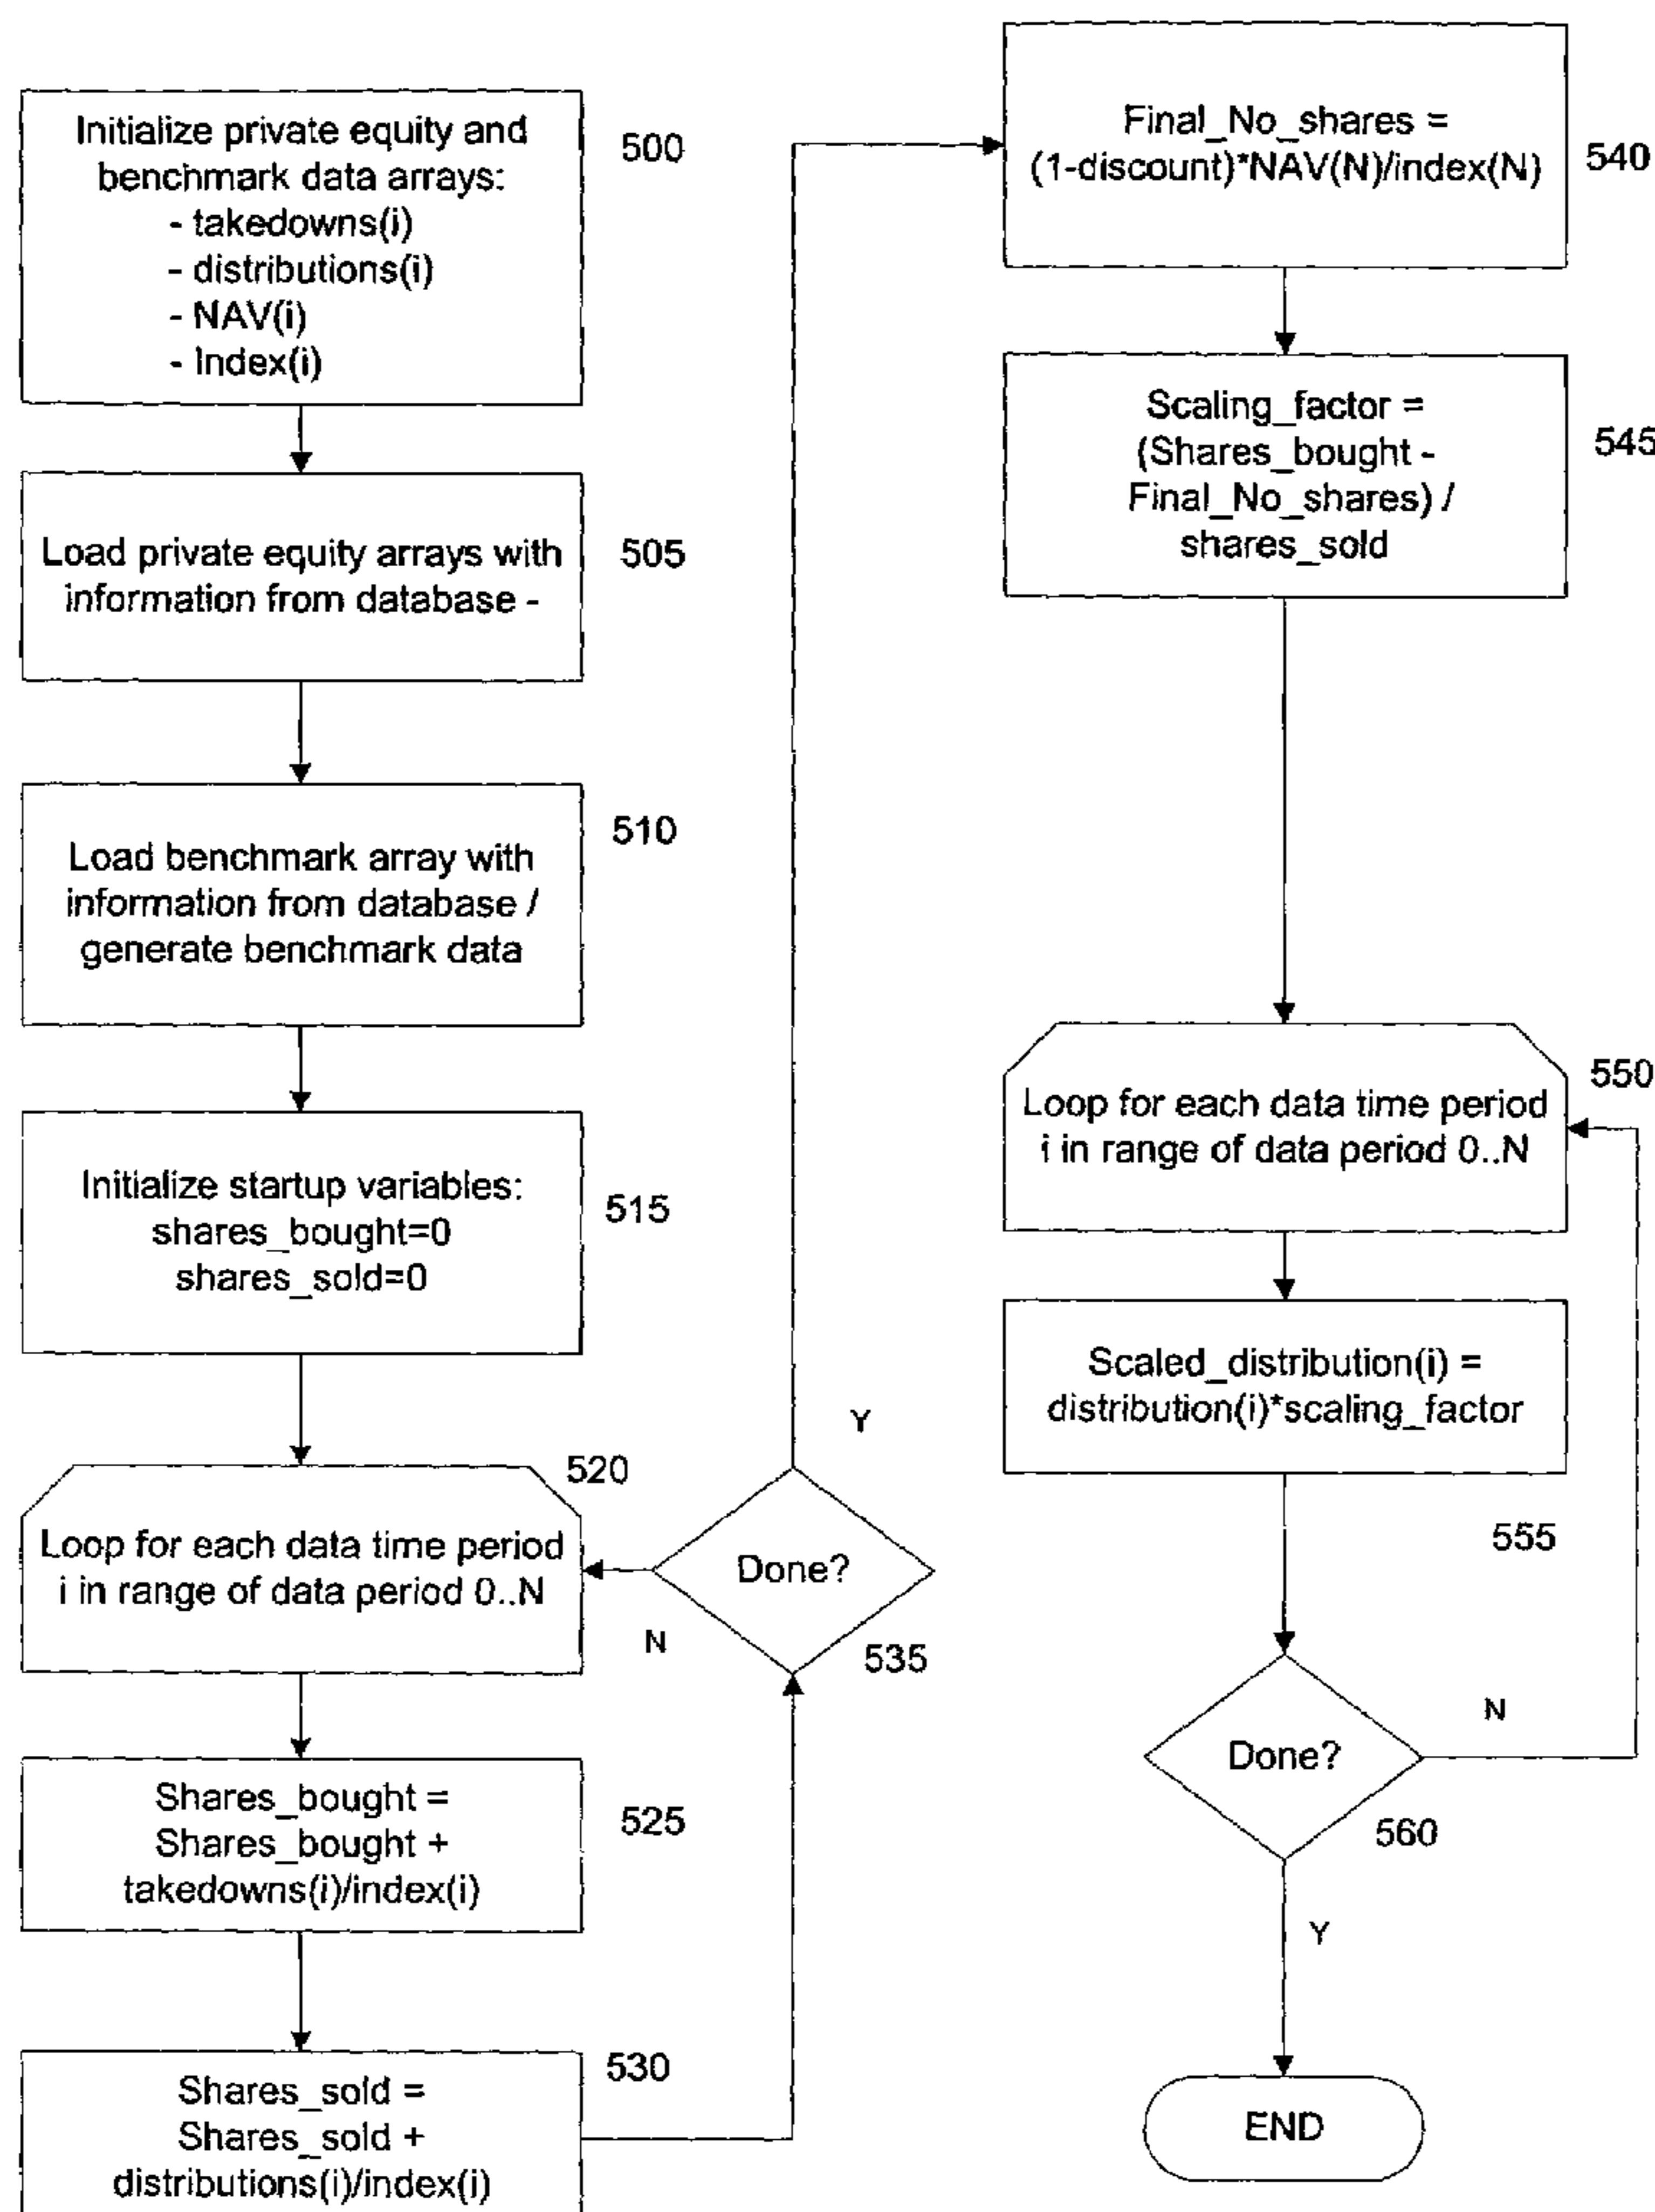 Initialize private equity and
benchmark data arrays:
- takedowns(i)
- distributions(i)
- NAV(i)
- Index(i)
500
Load private equity arrays with
information from database -
505
Load benchmark array with
information from database /
generate benchmark data
510
Initialize startup variables:
shares_bought=0
shares_sold=0
515
520
Loop for each data time period
i in range of data period 0..N
Shares_bought =
Shares_bought +
takedowns(i)/index(i)
525
Shares_sold =
Shares_sold +
distributions(i)/index(i)
530
Y
Done?
N
535
Final_No_shares =
(1-discount)*NAV(N)/index(N)
540
Scaling_factor =
(Shares_bought -
Final_No_shares) /
shares_sold
545
550
Loop for each data time period
i in range of data period 0..N
Scaled_distribution(i) =
distribution(i)*scaling_factor
555
N
Done?
560
Y
END